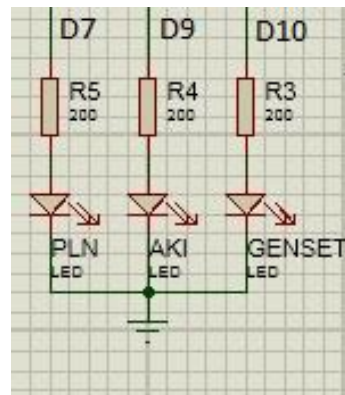 D7 D9 D10
R5 R4 R3
200 200 200
PLN AKI GENSET
LED LED LED